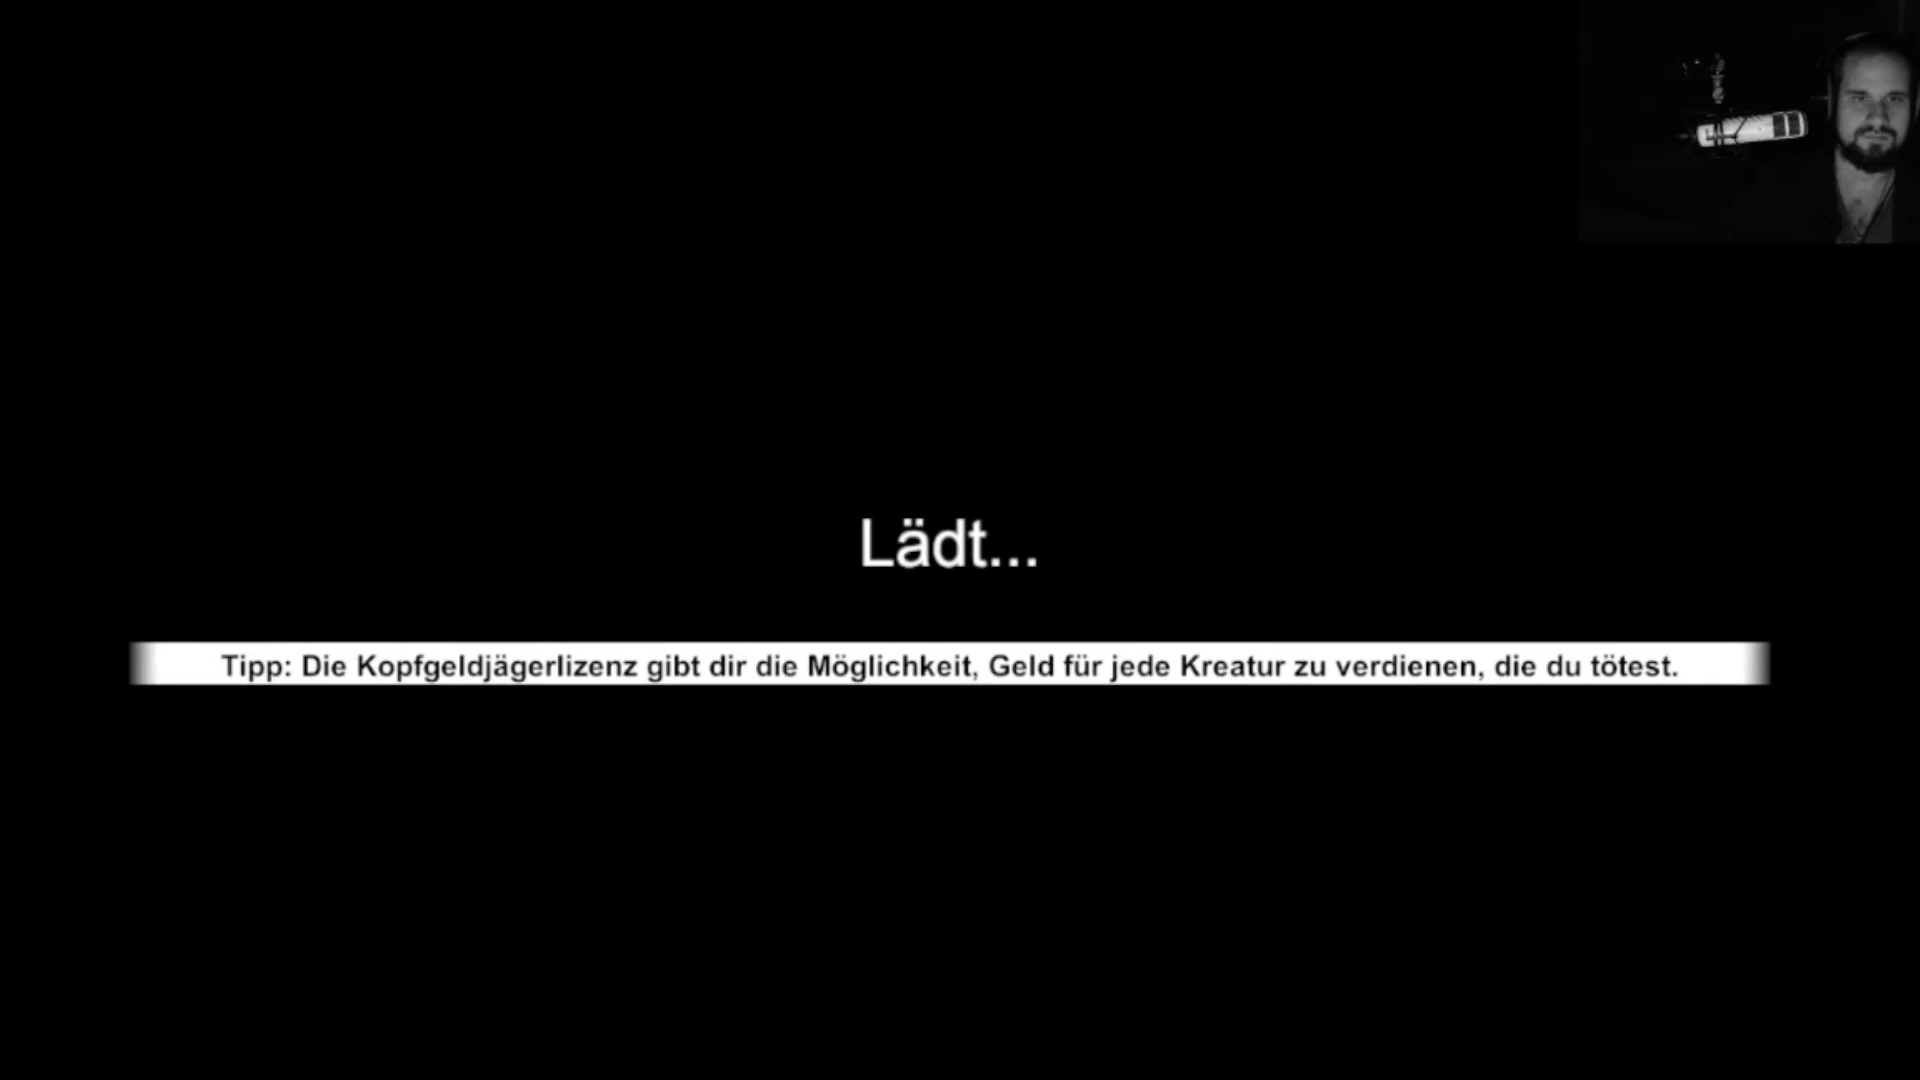 Lädt...
Tipp: Die Kopfgeldjägerlizenz gibt dir die Möglichkeit, Geld für jede Kreatur zu verdienen, die du tötest.